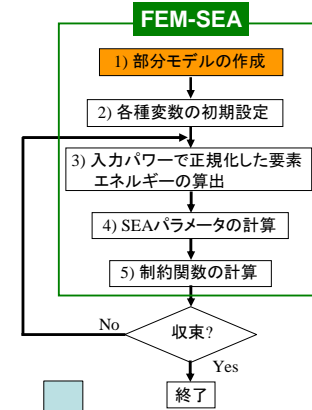 FEM-SEA
1) 部分モデルの作成
2) 各種変数の初期設定
3) 入力パワーで正規化した要素
エネルギーの算出
4) SEAパラメータの計算
5) 制約関数の計算
No
収束?
Yes
終了